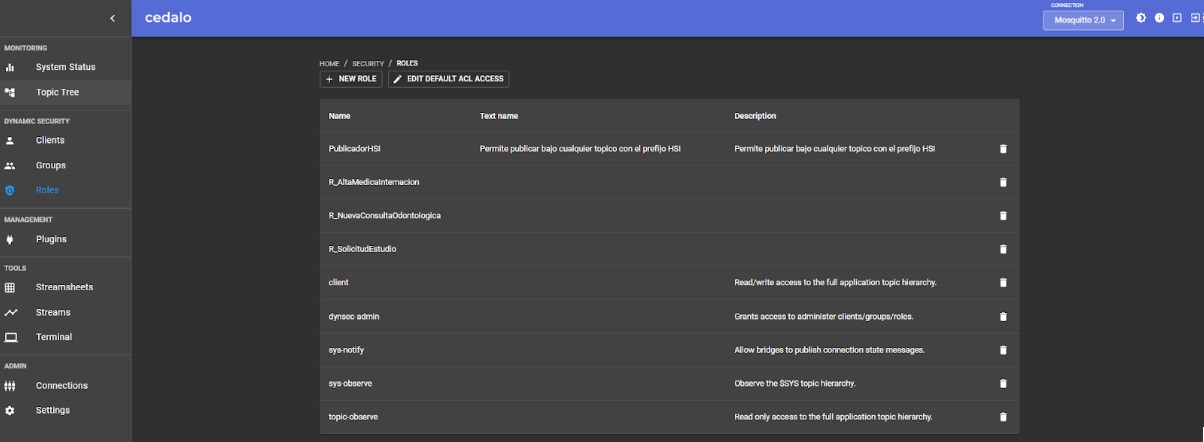 cedalo
CONNECTION
Mosquitto 2.0
MONITORING
System Status
Topic Tree
DYNAMIC SECURITY
Clients
Groups
Roles
MANAGEMENT
Plugins
TOOLS
Streamsheets
Streams
Terminal
ADMIN
Connections
Settings
HOME / SECURITY / ROLES
+ NEW ROLE EDIT DEFAULT ACL ACCESS
Name Text name Description
PublicadorHSI Permite publicar bajo cualquier topico con el prefijo HSI Permite publicar bajo cualquier topico con el prefijo HSI
R_AltaMedicaInternacion
R_NuevaConsultaOdontologica
R_SolicitudEstudio
client Read/write access to the full application topic hierarchy.
dynsec-admin Grants access to administer clients/groups/roles.
sys-notify Allow bridges to publish connection state messages.
sys-observe Observe the $SYS topic hierarchy.
topic-observe Read only access to the full application topic hierarchy.